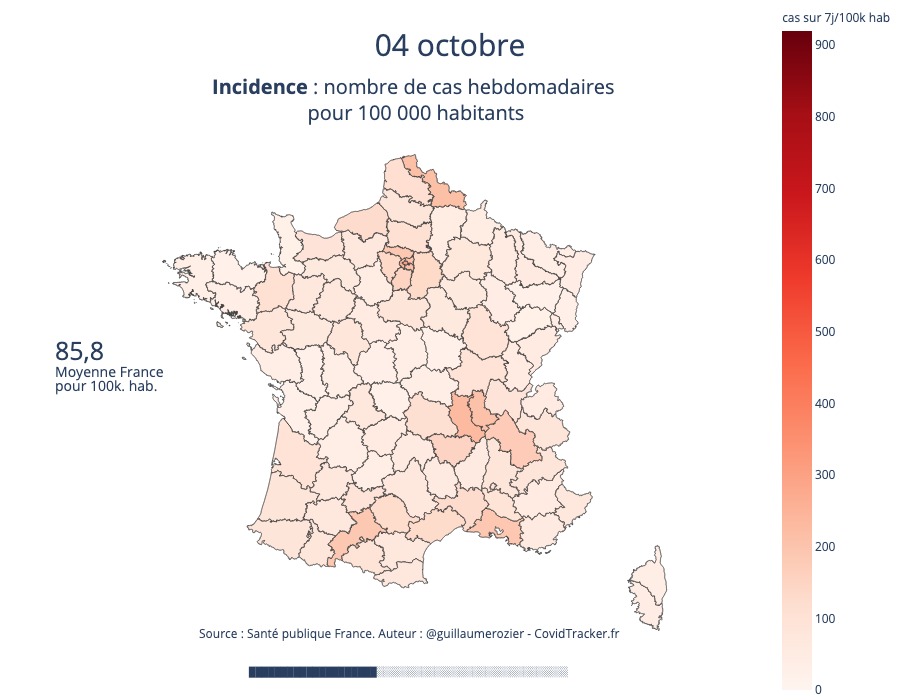 cas sur 7j/100k hab
04 octobre
Incidence : nombre de cas hebdomadaires
pour 100 000 habitants
900
800
700
600
500
400
300
200
100
0
85,8
Moyenne France
pour 100k. hab.
Source : Santé publique France. Auteur : @guillaumerozier - CovidTracker.fr